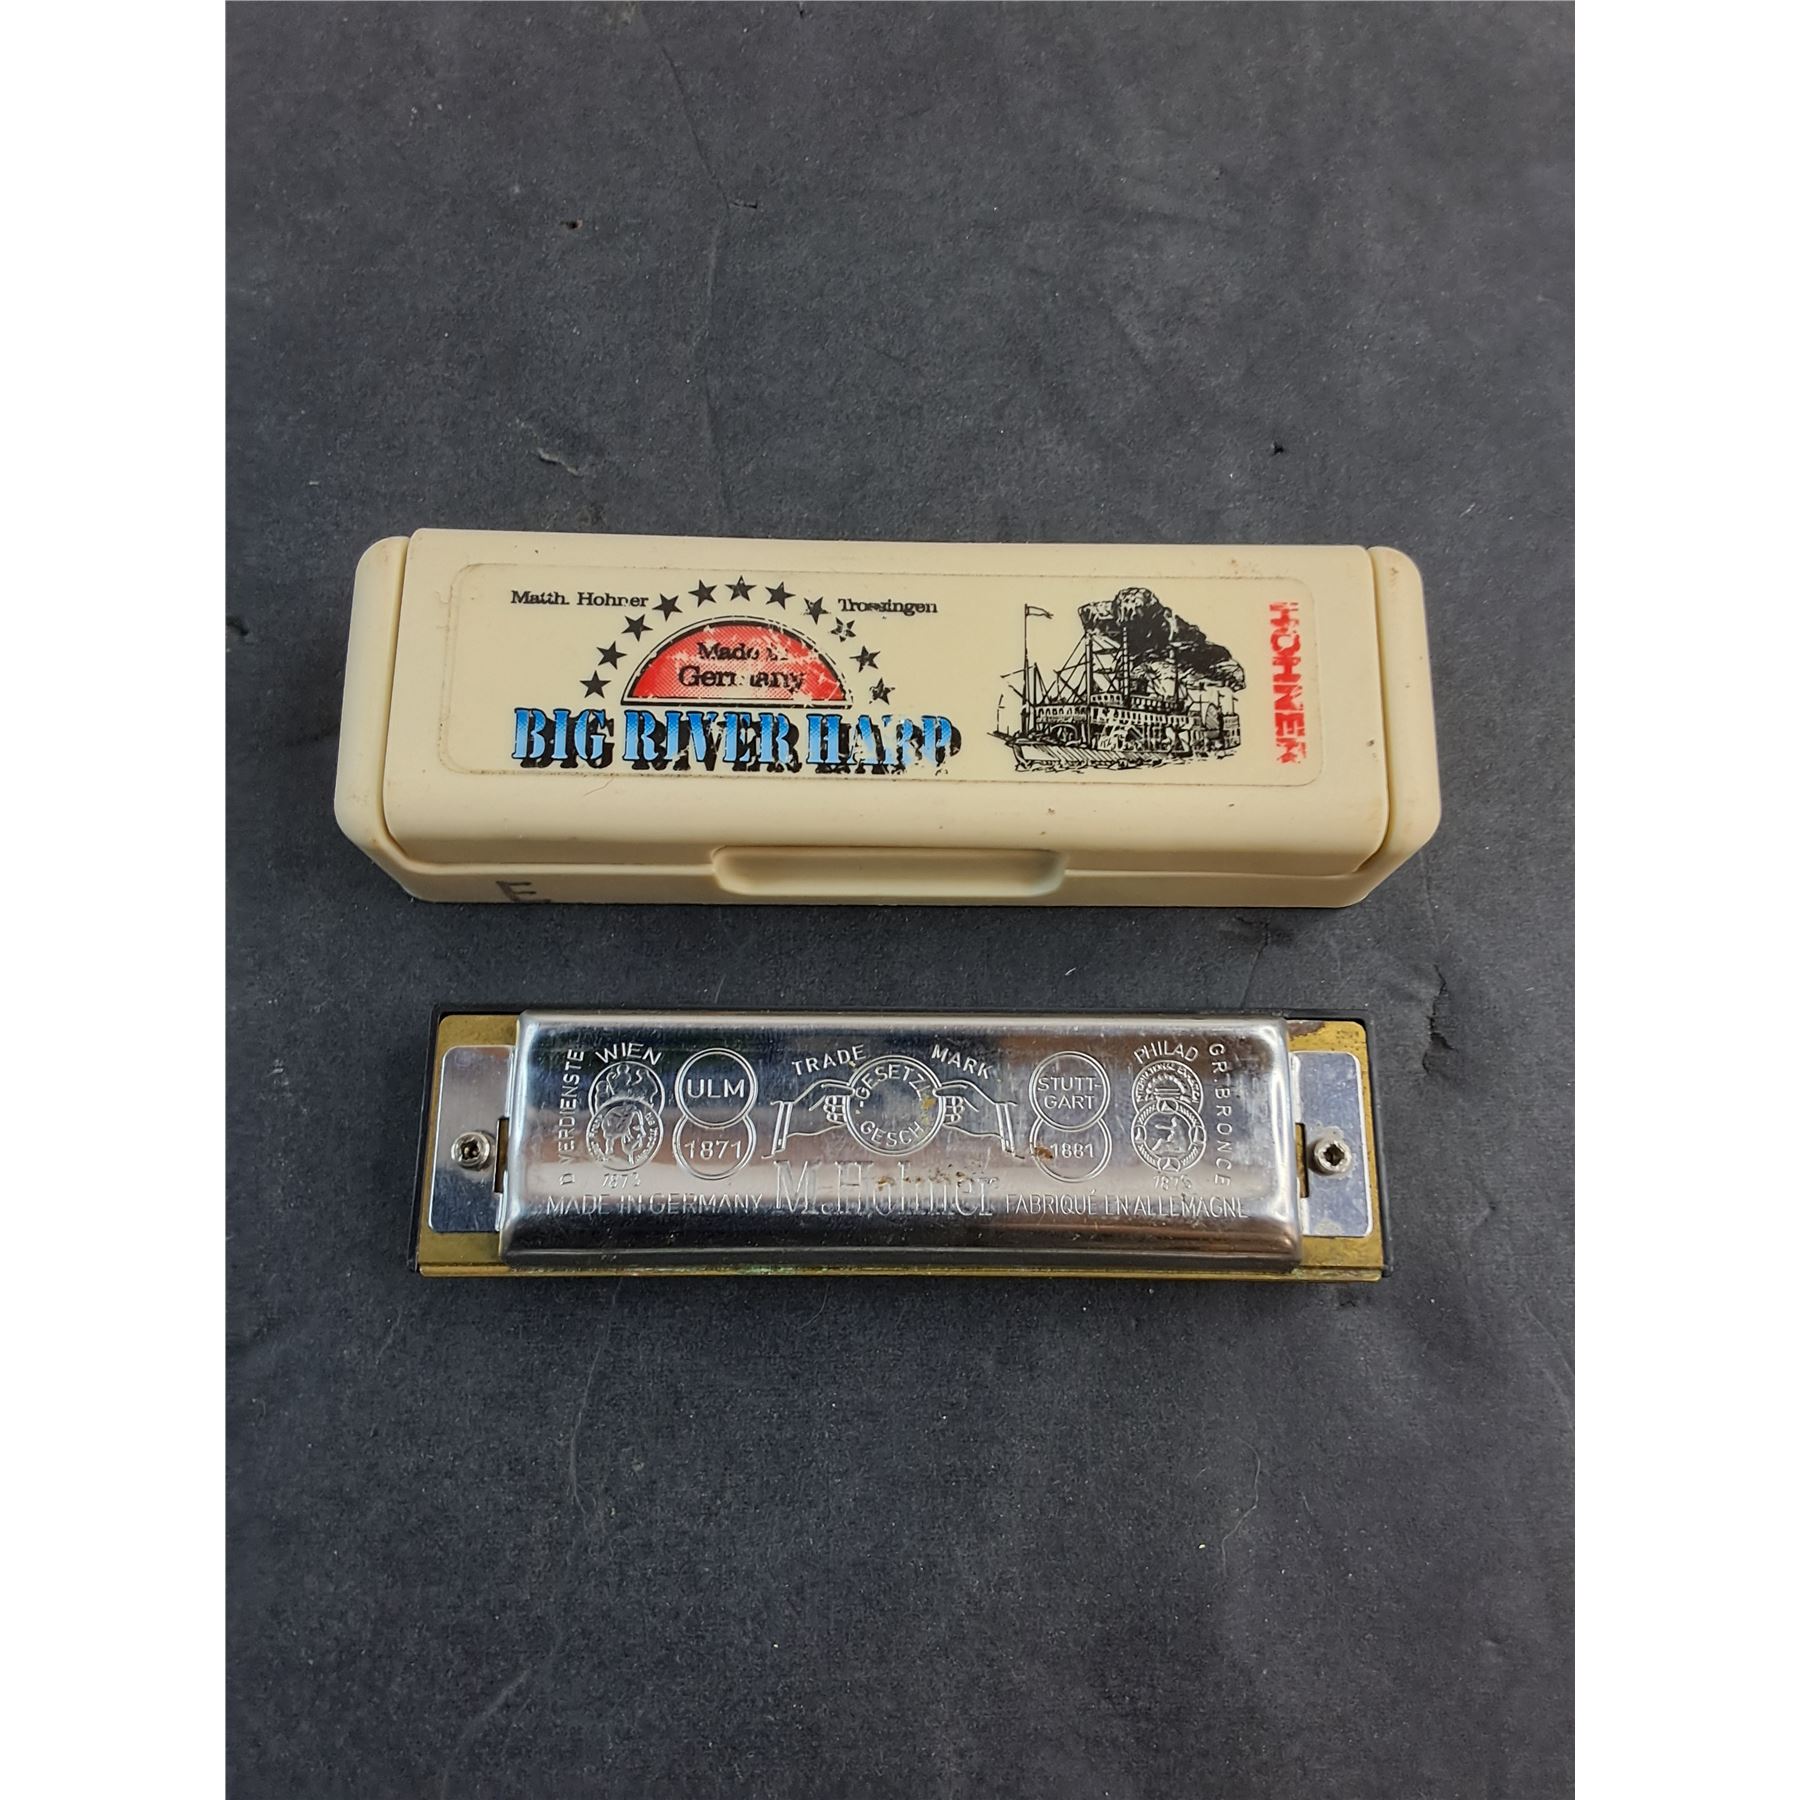 Matth. Hohner Trossingen
Made in
Germany
BIG RIVER HARP
HOHNER
E
D. VERDIENSTE
WIEN
1873
ULM
1871
TRADE MARK
GESETZL.
GESCH.
STUTT-
GART
1881
PHILAD
GR. BRONCE
MADE IN GERMANY M. Hohner FABRIQUÉ EN ALLEMAGNE